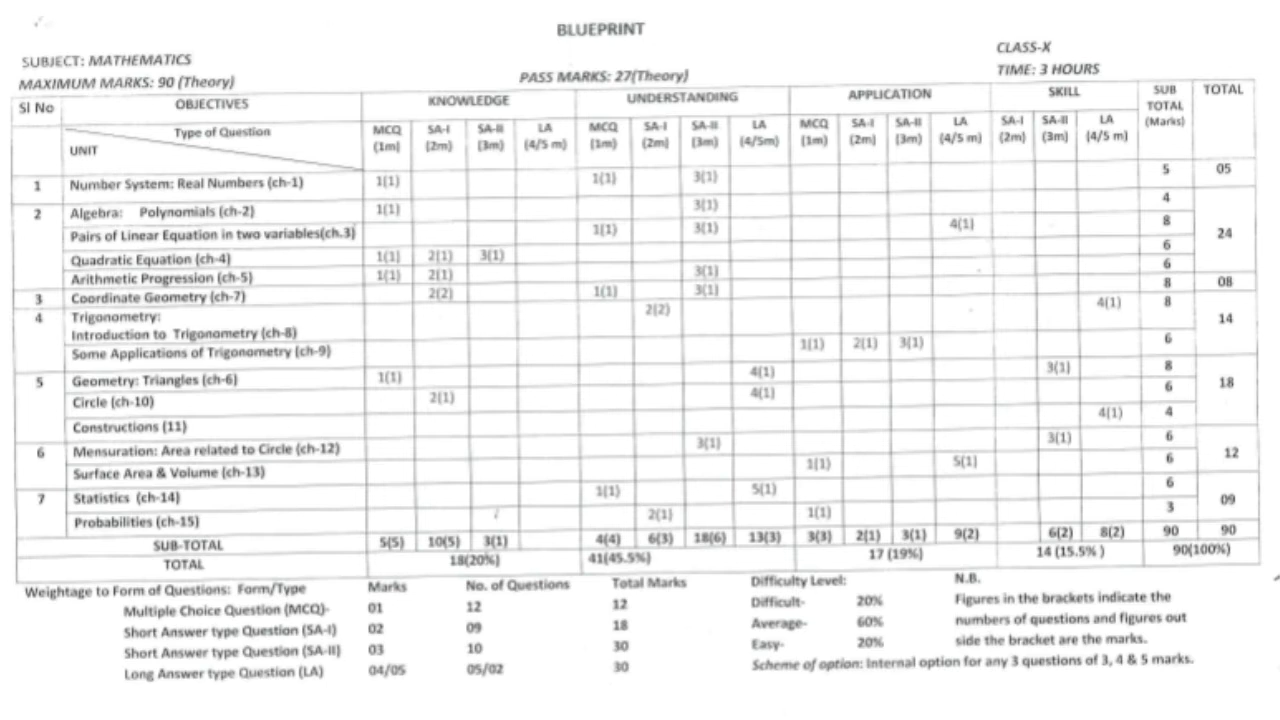 BLUEPRINT
SUBJECT: MATHEMATICS CLASS-X
MAXIMUM MARKS: 90 (Theory) PASS MARKS: 27(Theory) TIME: 3 HOURS
Sl No OBJECTIVES KNOWLEDGE UNDERSTANDING APPLICATION SKILL SUB TOTAL (Marks) TOTAL
Type of Question MCQ (1m) SA-I (2m) SA-II (3m) LA (4/5 m) MCQ (1m) SA-I (2m) SA-II (3m) LA (4/5m) MCQ (1m) SA-I (2m) SA-II (3m) LA (4/5 m) SA-I (2m) SA-II (3m) LA (4/5 m)
UNIT
1 Number System: Real Numbers (ch-1) 1(1) 1(1) 3(1) 5 05
2 Algebra: Polynomials (ch-2) 1(1) 3(1) 4
Pairs of Linear Equation in two variables(ch.3) 1(1) 3(1) 4(1) 8 24
Quadratic Equation (ch-4) 1(1) 2(1) 3(1) 6
Arithmetic Progression (ch-5) 1(1) 2(1) 3(1) 6
3 Coordinate Geometry (ch-7) 2(2) 1(1) 3(1) 8 08
4 Trigonometry: 2(2) 4(1) 8 14
Introduction to Trigonometry (ch-8)
Some Applications of Trigonometry (ch-9) 1(1) 2(1) 3(1) 6
5 Geometry: Triangles (ch-6) 1(1) 4(1) 3(1) 8 18
Circle (ch-10) 2(1) 4(1) 6
Constructions (11) 4(1) 4
6 Mensuration: Area related to Circle (ch-12) 3(1) 3(1) 6 12
Surface Area & Volume (ch-13) 1(1) 5(1) 6
7 Statistics (ch-14) 1(1) 5(1) 6 09
Probabilities (ch-15) 2(1) 1(1) 3
SUB-TOTAL 5(5) 10(5) 3(1) 4(4) 6(3) 18(6) 13(3) 3(3) 2(1) 3(1) 9(2) 6(2) 8(2) 90 90
TOTAL 18(20%) 41(45.5%) 17 (19%) 14 (15.5% ) 90(100%)
Weightage to Form of Questions: Form/Type Marks No. of Questions Total Marks Difficulty Level: N.B.
Multiple Choice Question (MCQ)- 01 12 12 Difficult- 20% Figures in the brackets indicate the
Short Answer type Question (SA-I) 02 09 18 Average- 60% numbers of questions and figures out
Short Answer type Question (SA-II) 03 10 30 Easy- 20% side the bracket are the marks.
Long Answer type Question (LA) 04/05 05/02 30 Scheme of option: Internal option for any 3 questions of 3, 4 & 5 marks.